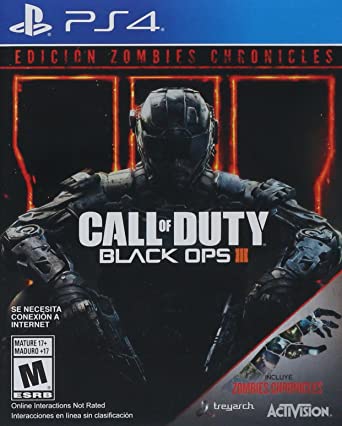 PS4
EDICIÓN ZOMBIES CHRONICLES
CALL OF DUTY
BLACK OPS III
SE NECESITA
CONEXIÓN A
INTERNET
MATURE 17+
MADURO +17
M
ESRB
INCLUYE
ZOMBIES CHRONICLES
Online Interactions Not Rated
Interacciones en línea sin clasificación
treyarch
ACTIVISION